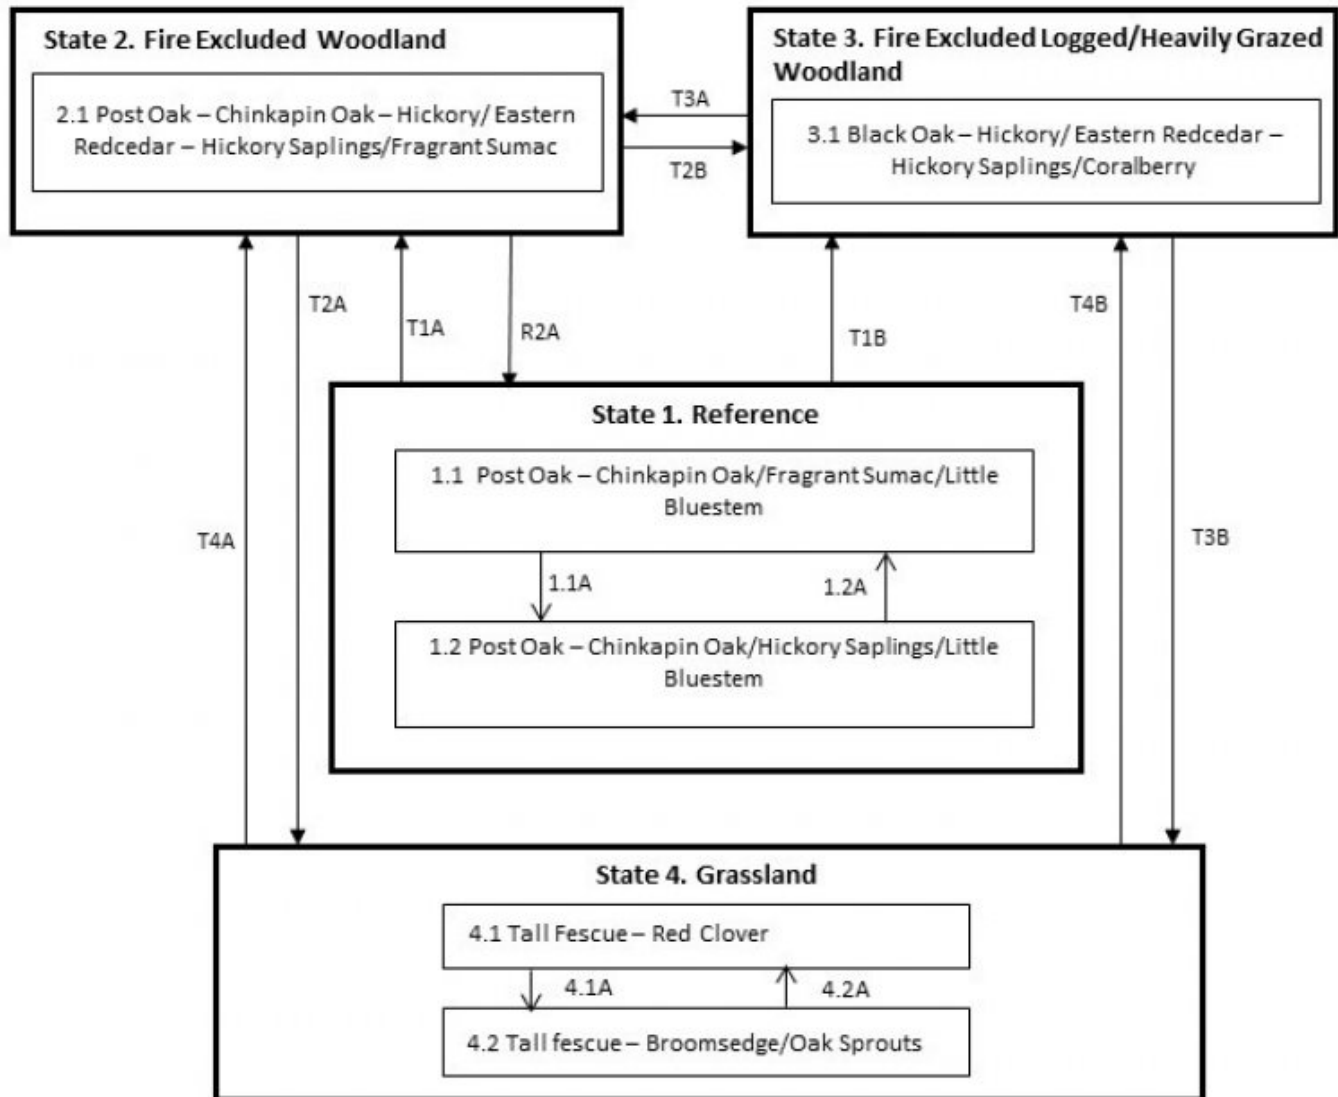 State 2. Fire Excluded Woodland
2.1 Post Oak – Chinkapin Oak – Hickory/ Eastern
Redcedar – Hickory Saplings/Fragrant Sumac
State 3. Fire Excluded Logged/Heavily Grazed
Woodland
3.1 Black Oak – Hickory/ Eastern Redcedar –
Hickory Saplings/Coralberry
T3A
T2B
T2A
T1A
R2A
T1B
T4B
State 1. Reference
1.1 Post Oak – Chinkapin Oak/Fragrant Sumac/Little
Bluestem
1.1A
1.2A
1.2 Post Oak – Chinkapin Oak/Hickory Saplings/Little
Bluestem
T4A
T3B
State 4. Grassland
4.1 Tall Fescue – Red Clover
4.1A
4.2A
4.2 Tall fescue – Broomsedge/Oak Sprouts